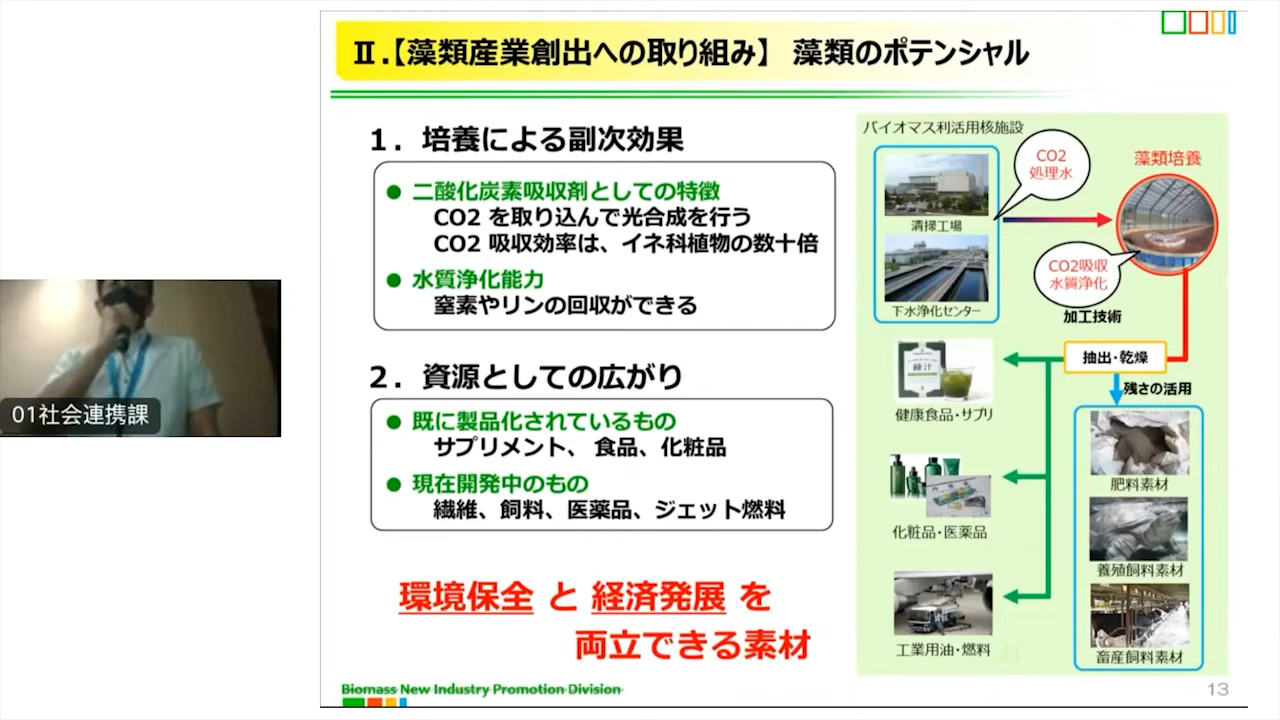 Ⅱ.【藻類産業創出への取り組み】 藻類のポテンシャル
1．培養による副次効果
● 二酸化炭素吸収剤としての特徴
CO2 を取り込んで光合成を行う
CO2 吸収効率は、イネ科植物の数十倍
● 水質浄化能力
窒素やリンの回収ができる
2．資源としての広がり
● 既に製品化されているもの
サプリメント、 食品、化粧品
● 現在開発中のもの
繊維、飼料、医薬品、ジェット燃料
環境保全 と 経済発展 を
両立できる素材
バイオマス利活用核施設
清掃工場
下水浄化センター
CO2
処理水
藻類培養
CO2吸収
水質浄化
加工技術
抽出・乾燥
残さの活用
緑汁
健康食品・サプリ
化粧品・医薬品
工業用油・燃料
肥料素材
養殖飼料素材
畜産飼料素材
01社会連携課
Biomass New Industry Promotion Division
13